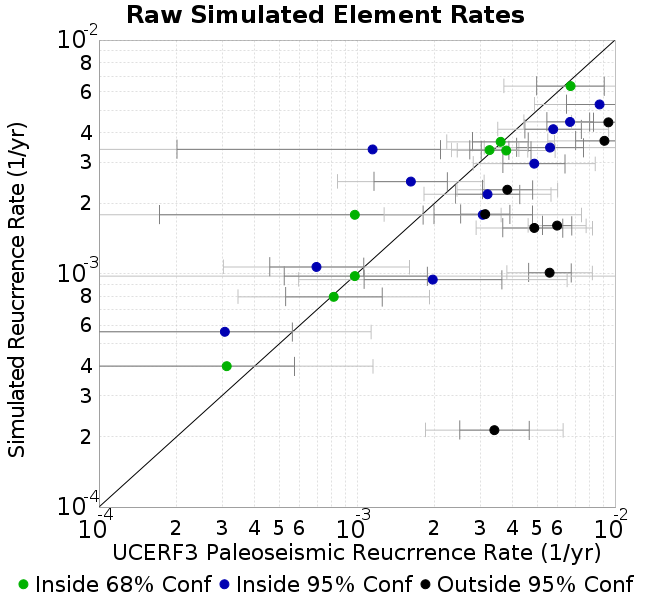 Raw Simulated Element Rates
Simulated Reucrrence Rate (1/yr)
10-2
8
6
4
3
2
10-3
8
6
4
3
2
10-4
10-4 2 3 4 5 6 10-3 2 3 4 5 6 10-2
UCERF3 Paleoseismic Reucrrence Rate (1/yr)
Inside 68% Conf Inside 95% Conf Outside 95% Conf